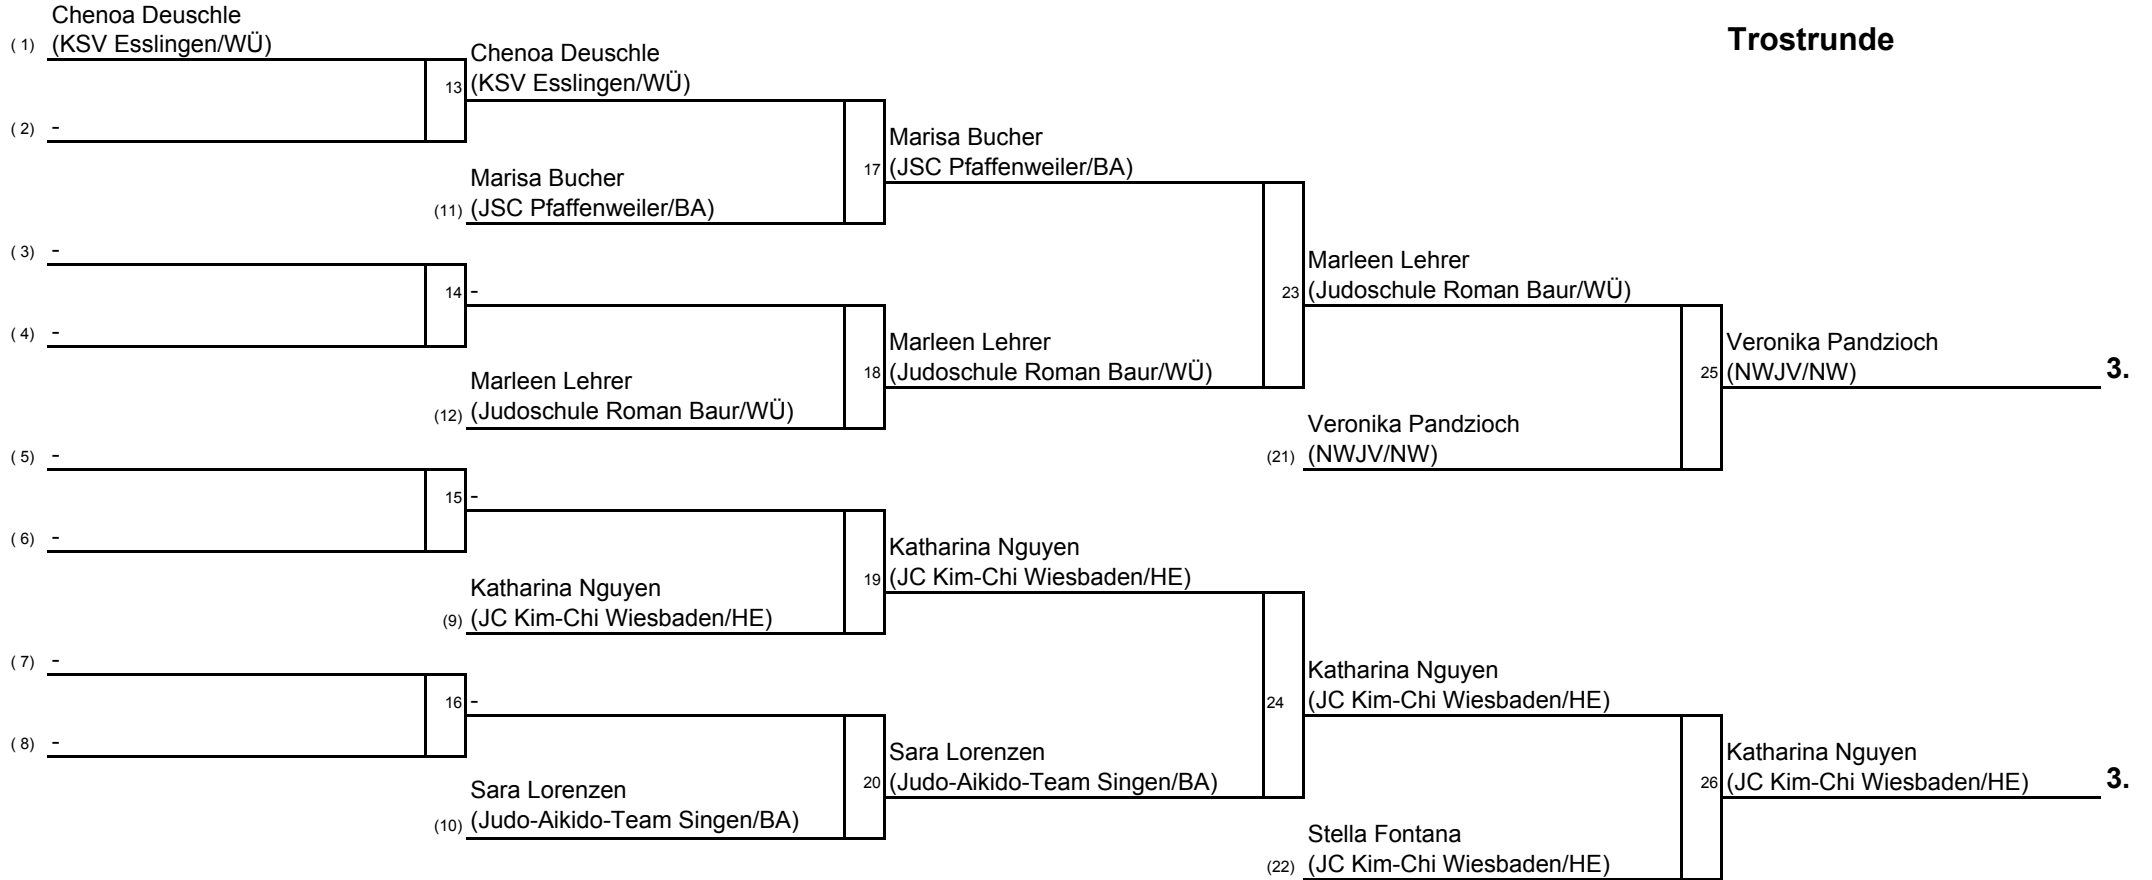 Trostrunde
Chenoa Deuschle
( 1) (KSV Esslingen/WÜ)
Chenoa Deuschle
13 (KSV Esslingen/WÜ)
( 2) -
Marisa Bucher
17 (JSC Pfaffenweiler/BA)
Marisa Bucher
(11) (JSC Pfaffenweiler/BA)
( 3) -
Marleen Lehrer
23 (Judoschule Roman Baur/WÜ)
14 -
( 4) -
Marleen Lehrer
18 (Judoschule Roman Baur/WÜ)
Veronika Pandzioch
25 (NWJV/NW) 3.
Marleen Lehrer
(12) (Judoschule Roman Baur/WÜ)
Veronika Pandzioch
(21) (NWJV/NW)
( 5) -
15 -
( 6) -
Katharina Nguyen
19 (JC Kim-Chi Wiesbaden/HE)
Katharina Nguyen
(9) (JC Kim-Chi Wiesbaden/HE)
( 7) -
Katharina Nguyen
24 (JC Kim-Chi Wiesbaden/HE)
16 -
( 8) -
Sara Lorenzen
20 (Judo-Aikido-Team Singen/BA)
Katharina Nguyen
26 (JC Kim-Chi Wiesbaden/HE) 3.
Sara Lorenzen
(10) (Judo-Aikido-Team Singen/BA)
Stella Fontana
(22) (JC Kim-Chi Wiesbaden/HE)